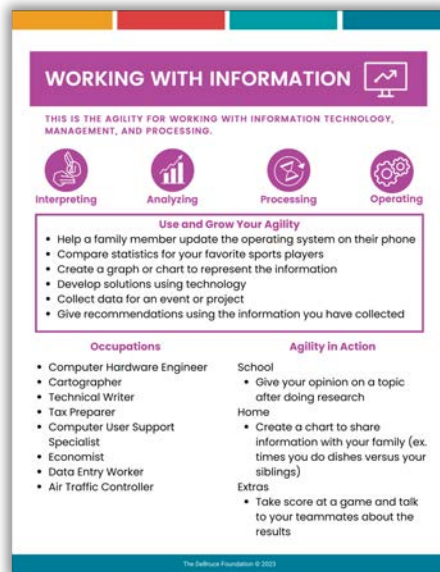 WORKING WITH INFORMATION
THIS IS THE AGILITY FOR WORKING WITH INFORMATION TECHNOLOGY,
MANAGEMENT, AND PROCESSING.
Interpreting
Analyzing
Processing
Operating
Use and Grow Your Agility
• Help a family member update the operating system on their phone
• Compare statistics for your favorite sports players
• Create a graph or chart to represent the information
• Develop solutions using technology
• Collect data for an event or project
• Give recommendations using the information you have collected
Occupations
• Computer Hardware Engineer
• Cartographer
• Technical Writer
• Tax Preparer
• Computer User Support
Specialist
• Economist
• Data Entry Worker
• Air Traffic Controller
Agility in Action
School
• Give your opinion on a topic
after doing research
Home
• Create a chart to share
information with your family (ex.
times you do dishes versus your
siblings)
Extras
• Take score at a game and talk
to your teammates about the
results
The DeBruce Foundation © 2023